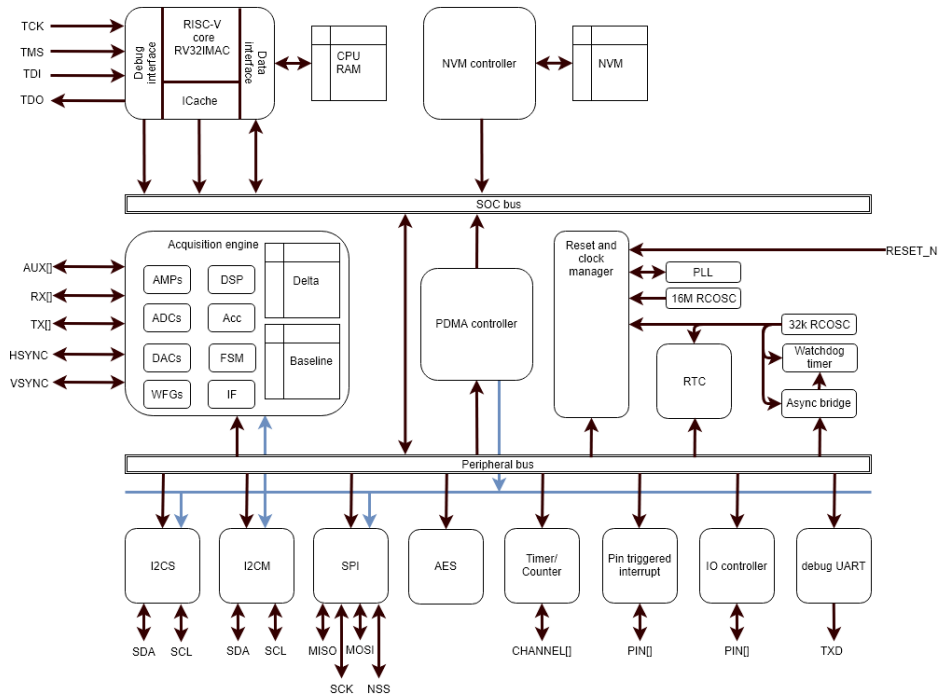 TCK
TMS
TDI
TDO
Debug
interface
RISC-V
core
RV32IMAC
ICache
Data
interface
CPU
RAM
NVM controller
NVM
SOC bus
AUX[]
RX[]
TX[]
HSYNC
VSYNC
Acquisition engine
AMPs
DSP
ADCs
Acc
DACs
FSM
WFGs
IF
Delta
Baseline
PDMA controller
Reset and
clock
manager
RESET_N
PLL
16M RCOSC
32k RCOSC
RTC
Watchdog
timer
Async bridge
Peripheral bus
I2CS
I2CM
SPI
AES
Timer/
Counter
Pin triggered
interrupt
IO controller
debug UART
SDA
SCL
SDA
SCL
MISO
MOSI
SCK
NSS
CHANNEL[]
PIN[]
PIN[]
TXD